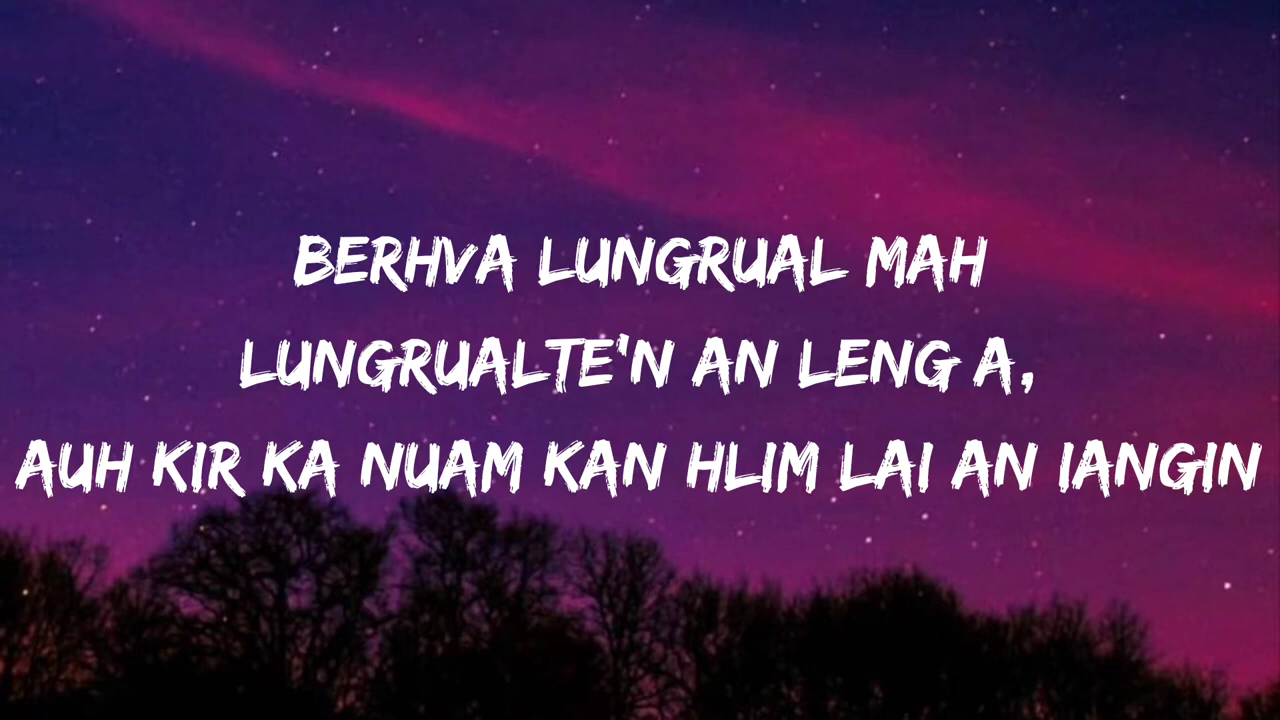 BERHVA LUNGRUAL MAH
LUNGRUALTE'N AN LENG A,
AUH KIR KA NUAM KAN HLIM LAI AN IANGIN